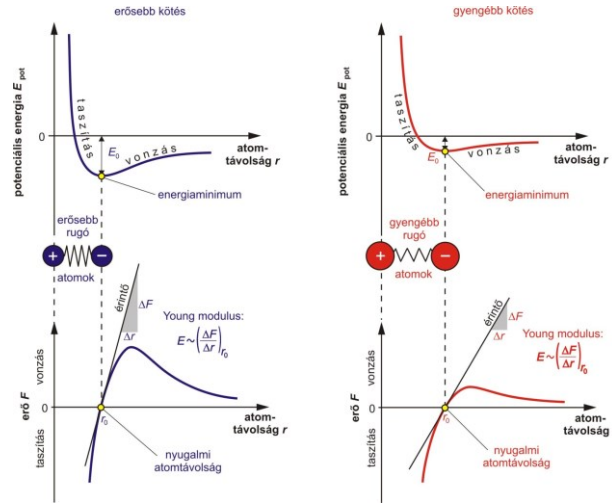 erősebb kötés
potenciális energia E pot
0
taszítás
E₀
vonzás
atom-
távolság r
energiaminimum
erősebb
rugó
+
−
atomok
érintő
ΔF
Δr
Young modulus:
E~(ΔF/Δr)r₀
erő F
vonzás
taszítás
0
r₀
atom-
távolság r
nyugalmi
atomtávolság
gyengébb kötés
potenciális energia E pot
0
taszítás
E₀
vonzás
atom-
távolság r
energiaminimum
gyengébb
rugó
+
−
atomok
érintő
ΔF
Δr
Young modulus:
E~(ΔF/Δr)r₀
erő F
vonzás
taszítás
0
r₀
atom-
távolság
nyugalmi
atomtávolság